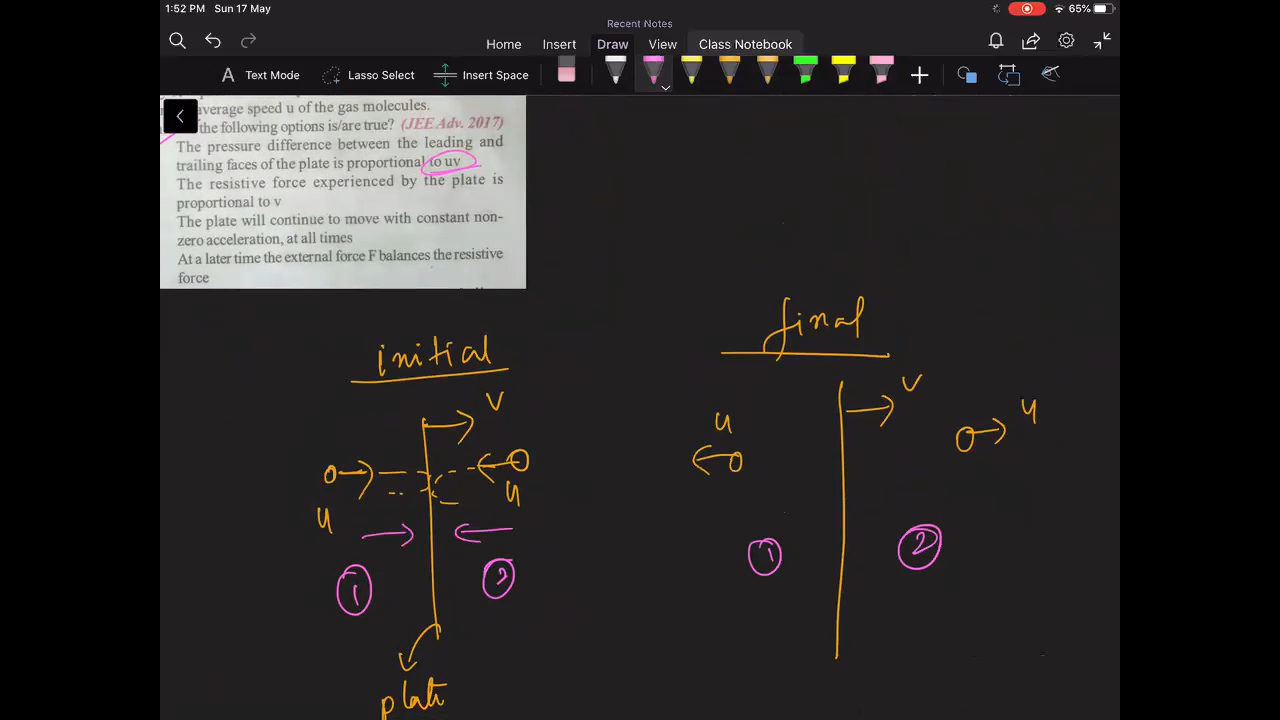 1:52 PM Sun 17 May
65%
Recent Notes
Home Insert Draw View Class Notebook
Text Mode Lasso Select Insert Space
average speed u of the gas molecules.
the following options is/are true? (JEE Adv. 2017)
The pressure difference between the leading and
trailing faces of the plate is proportional to uv
The resistive force experienced by the plate is
proportional to v
The plate will continue to move with constant non-
zero acceleration, at all times
At a later time the external force F balances the resistive
force
initial
final
v
v
u
u
u
u
1
2
1
2
plate